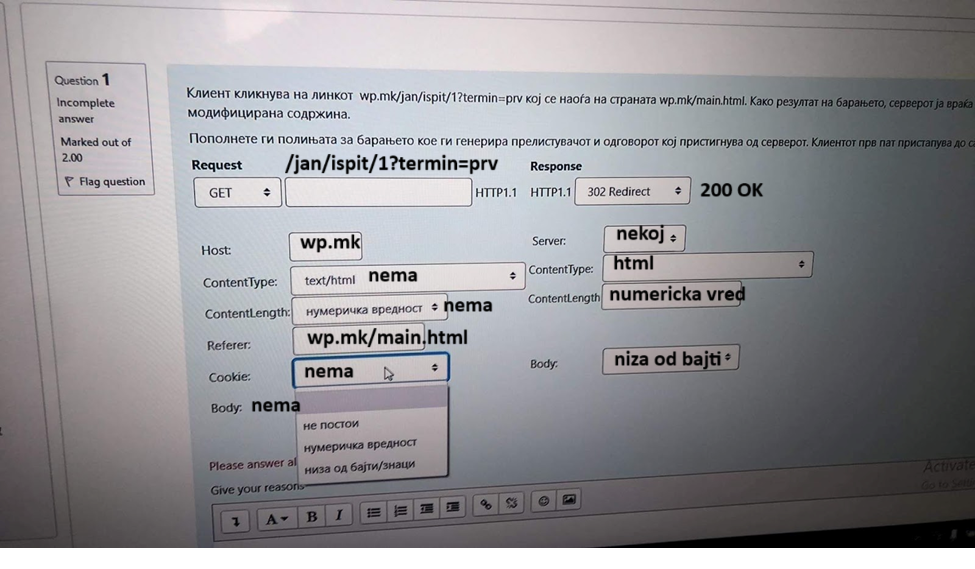 Question 1
Incomplete
answer
Marked out of
2.00
Flag question
Клиент кликнува на линкот wp.mk/jan/ispit/1?termin=prv кој се наоѓа на страната wp.mk/main.html. Како резултат на барањето, серверот ја враќа
модифицирана содржина.
Пополнете ги полињата за барањето кое ги генерира прелистувачот и одговорот кој пристигнува од серверот. Клиентот прв пат пристапува до
Request /jan/ispit/1?termin=prv Response
GET HTTP1.1 HTTP1.1 302 Redirect 200 OK
Host: wp.mk Server: nekoj
ContentType: text/html nema ContentType: html
ContentLength: нумеричка вредност nema ContentLength numericka vred
Referer: wp.mk/main.html
Cookie: nema Body: niza od bajti
Body: nema
не постои
нумеричка вредност
низа од бајти/знаци
Please answer al
Give your reasons
A B I
Activate
Go to